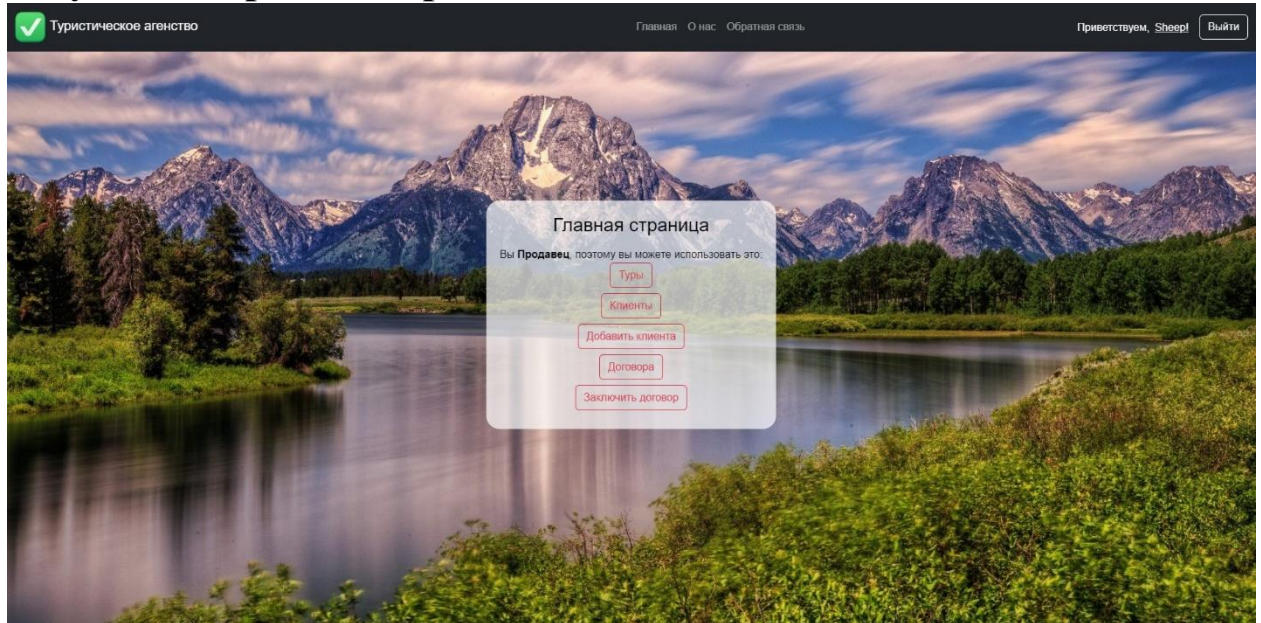 Туристическое агенство
Главная О нас Обратная связь
Приветствуем, Sheep!
Выйти
Главная страница
Вы Продавец, поэтому вы можете использовать это:
Туры
Клиенты
Добавить клиента
Договора
Заключить договор